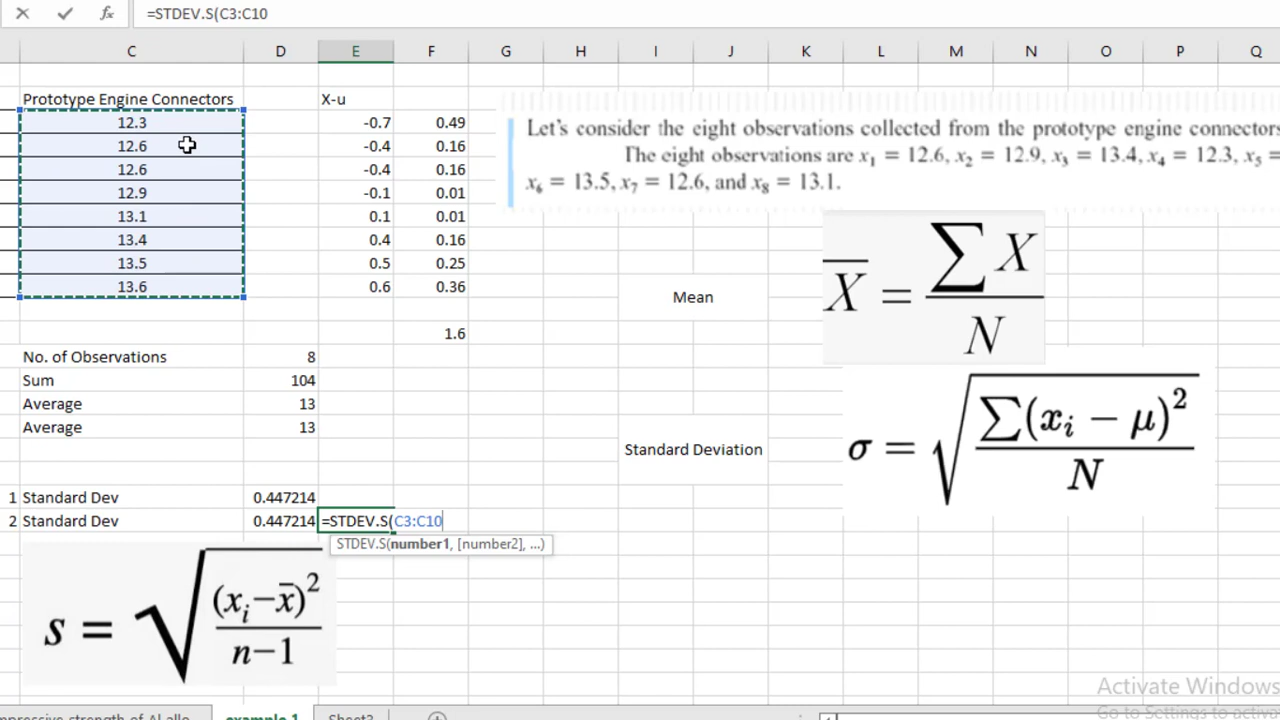 =STDEV.S(C3:C10
C D E F G H I J K L M N O P Q
Prototype Engine Connectors X-u
12.3 -0.7 0.49
12.6 -0.4 0.16
12.6 -0.4 0.16
12.9 -0.1 0.01
13.1 0.1 0.01
13.4 0.4 0.16
13.5 0.5 0.25
13.6 0.6 0.36
1.6
Let's consider the eight observations collected from the prototype engine connectors
The eight observations are x₁ = 12.6, x₂ = 12.9, x₃ = 13.4, x₄ = 12.3, x₅ =
x₆ = 13.5, x₇ = 12.6, and x₈ = 13.1.
Mean
X̅ = ∑X / N
No. of Observations 8
Sum 104
Average 13
Average 13
Standard Deviation
σ = √(∑(xᵢ − μ)² / N)
1 Standard Dev 0.447214
2 Standard Dev 0.447214 =STDEV.S(C3:C10
STDEV.S(number1, [number2], ...)
s = √((xᵢ−x̄)² / n−1)
Activate Windows
Go to Settings to activa
example 1 Sheet3